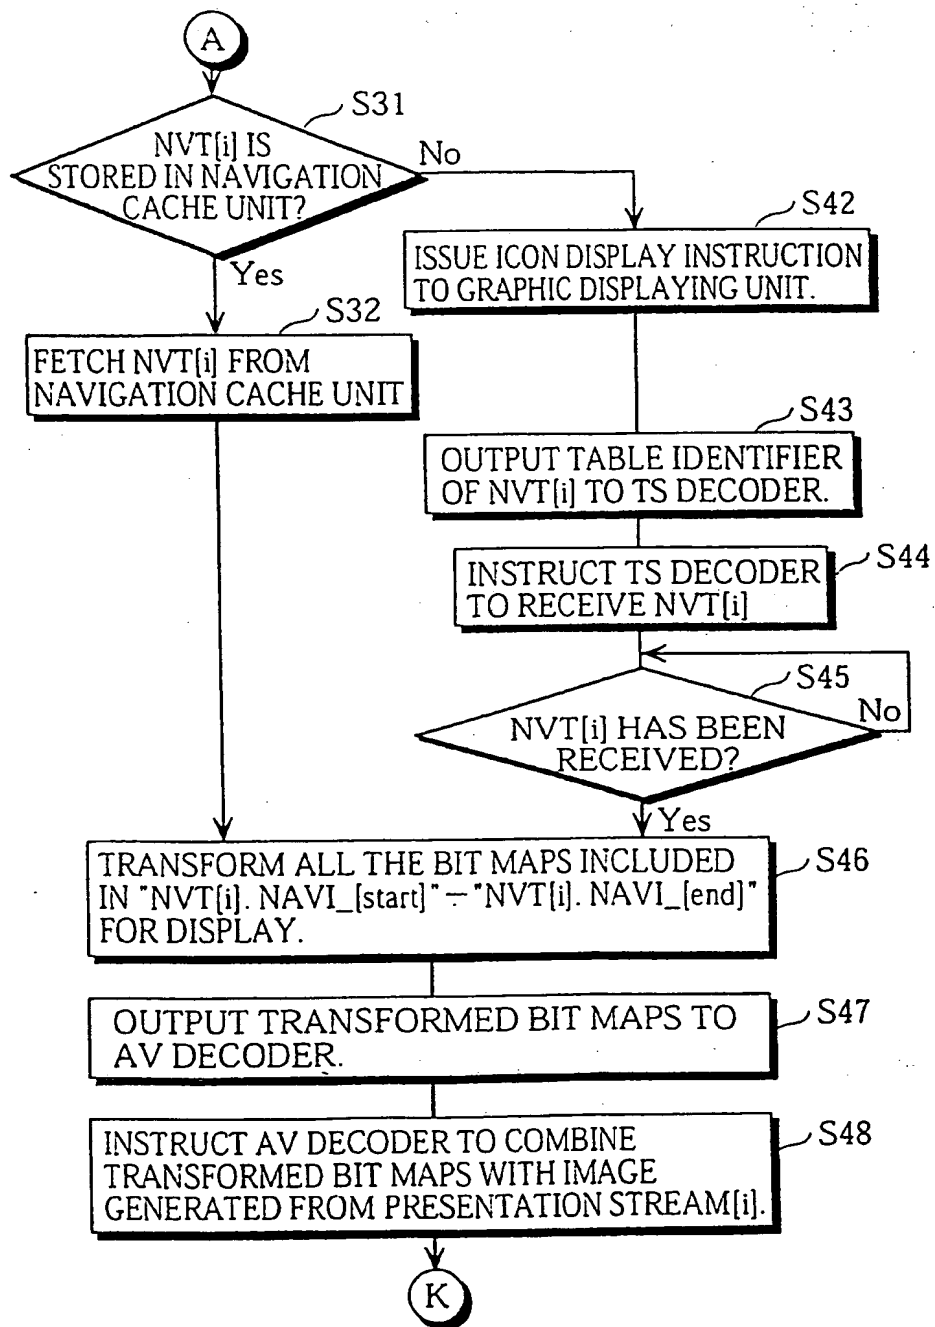 A
S31
NVT[i] IS
STORED IN NAVIGATION
CACHE UNIT?
No
Yes
S42
ISSUE ICON DISPLAY INSTRUCTION
TO GRAPHIC DISPLAYING UNIT.
S32
FETCH NVT[i] FROM
NAVIGATION CACHE UNIT
S43
OUTPUT TABLE IDENTIFIER
OF NVT[i] TO TS DECODER.
S44
INSTRUCT TS DECODER
TO RECEIVE NVT[i]
S45
NVT[i] HAS BEEN
RECEIVED?
No
Yes
S46
TRANSFORM ALL THE BIT MAPS INCLUDED
IN "NVT[i]. NAVI_[start]" – "NVT[i]. NAVI_[end]"
FOR DISPLAY.
S47
OUTPUT TRANSFORMED BIT MAPS TO
AV DECODER.
S48
INSTRUCT AV DECODER TO COMBINE
TRANSFORMED BIT MAPS WITH IMAGE
GENERATED FROM PRESENTATION STREAM[i].
K